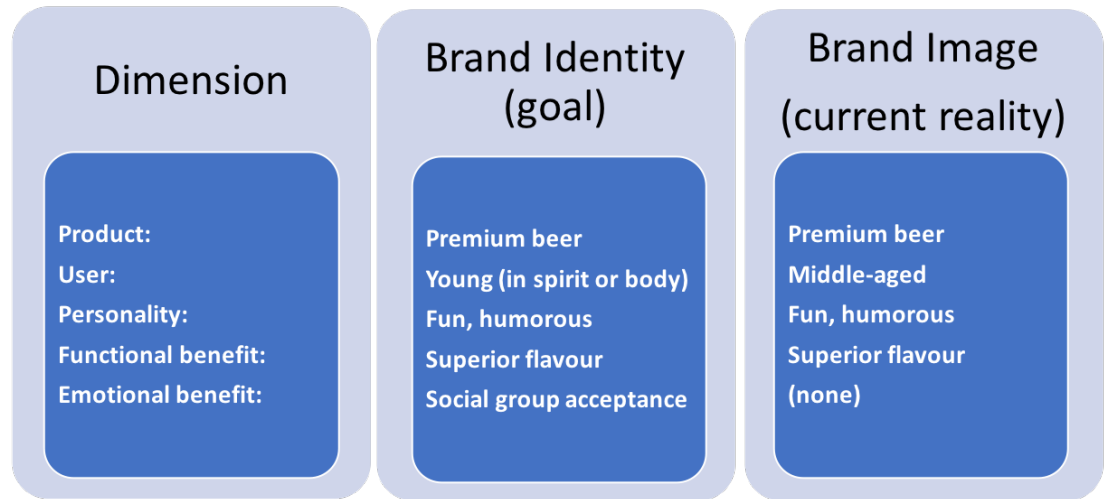 Dimension
Product:
User:
Personality:
Functional benefit:
Emotional benefit:
Brand Identity
(goal)
Premium beer
Young (in spirit or body)
Fun, humorous
Superior flavour
Social group acceptance
Brand Image
(current reality)
Premium beer
Middle-aged
Fun, humorous
Superior flavour
(none)